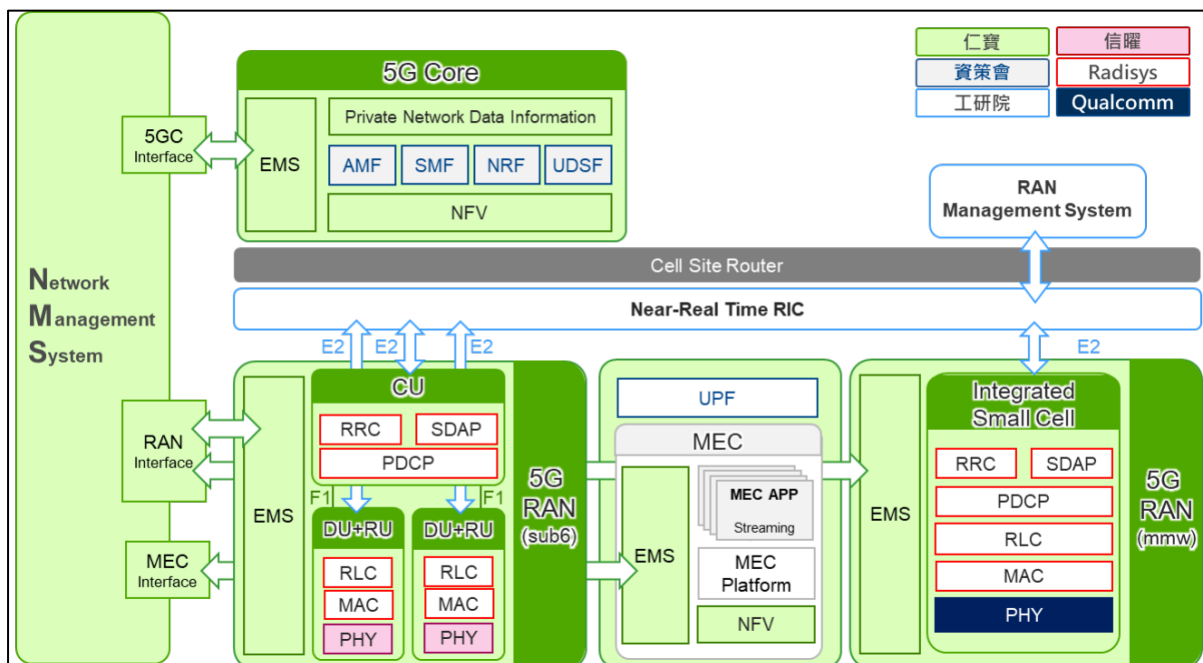 仁寶
信曜
資策會
Radisys
工研院
Qualcomm
5G Core
EMS
Private Network Data Information
AMF
SMF
NRF
UDSF
NFV
5GC
Interface
Network
Management
System
RAN
Interface
MEC
Interface
RAN
Management System
Cell Site Router
Near-Real Time RIC
E2
E2
E2
E2
EMS
CU
RRC
SDAP
PDCP
F1
F1
DU+RU
RLC
MAC
PHY
DU+RU
RLC
MAC
PHY
5G
RAN
(sub6)
UPF
MEC
EMS
MEC APP
Streaming
MEC
Platform
NFV
EMS
Integrated
Small Cell
RRC
SDAP
PDCP
RLC
MAC
PHY
5G
RAN
(mmw)